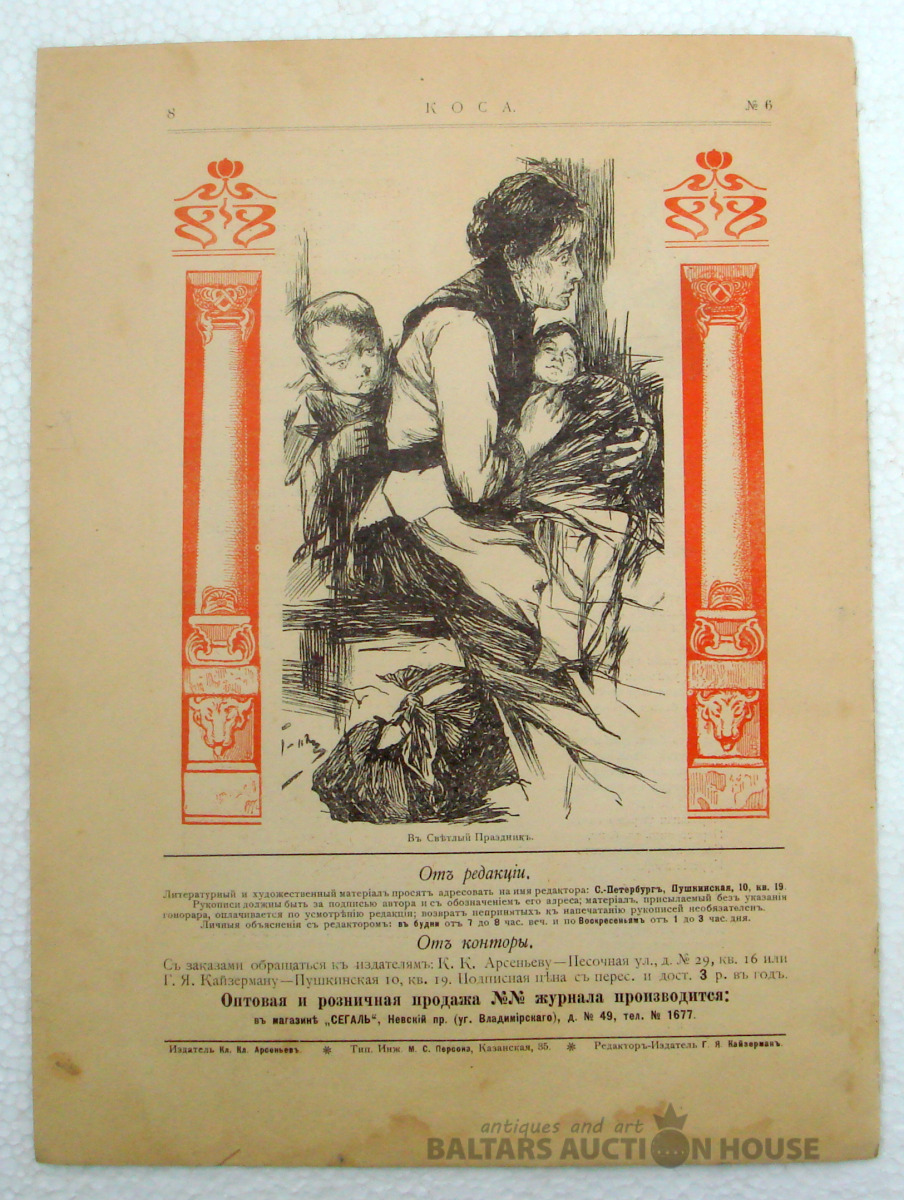 8 КОСА. № 6
Въ Свѣтлый Праздникъ.
Отъ редакціи.
Литературный и художественный матеріалъ просятъ адресовать на имя редактора: С.-Петербургъ, Пушкинская, 10, кв. 19.
Рукописи должны быть за подписью автора и съ обозначеніемъ его адреса; матеріалъ, присылаемый безъ указанія
гонорара, оплачивается по усмотрѣнію редакціи; возвратъ непринятыхъ къ напечатанію рукописей необязателенъ.
Личныя объясненія съ редакторомъ: въ будни отъ 7 до 8 час. веч. и по Воскресеньямъ отъ 1 до 3 час. дня.
Отъ конторы.
Съ заказами обращаться къ издателямъ: К. К. Арсеньеву—Песочная ул., д. № 29, кв. 16 или
Г. Я. Кайзерману—Пушкинская 10, кв. 19. Подписная цѣна съ перес. и дост. 3 р. въ годъ.
Оптовая и розничная продажа №№ журнала производится:
въ магазинѣ „СЕГАЛЬ“, Невскій пр. (уг. Владимірскаго), д. № 49, тел. № 1677.
Издатель Кл. Кл. Арсеньевъ. Тип. Инж. М. С. Персона, Казанская, 35. Редакторъ-Издатель Г. Я. Кайзерманъ.
antiques and art
BALTARS AUCTION HOUSE